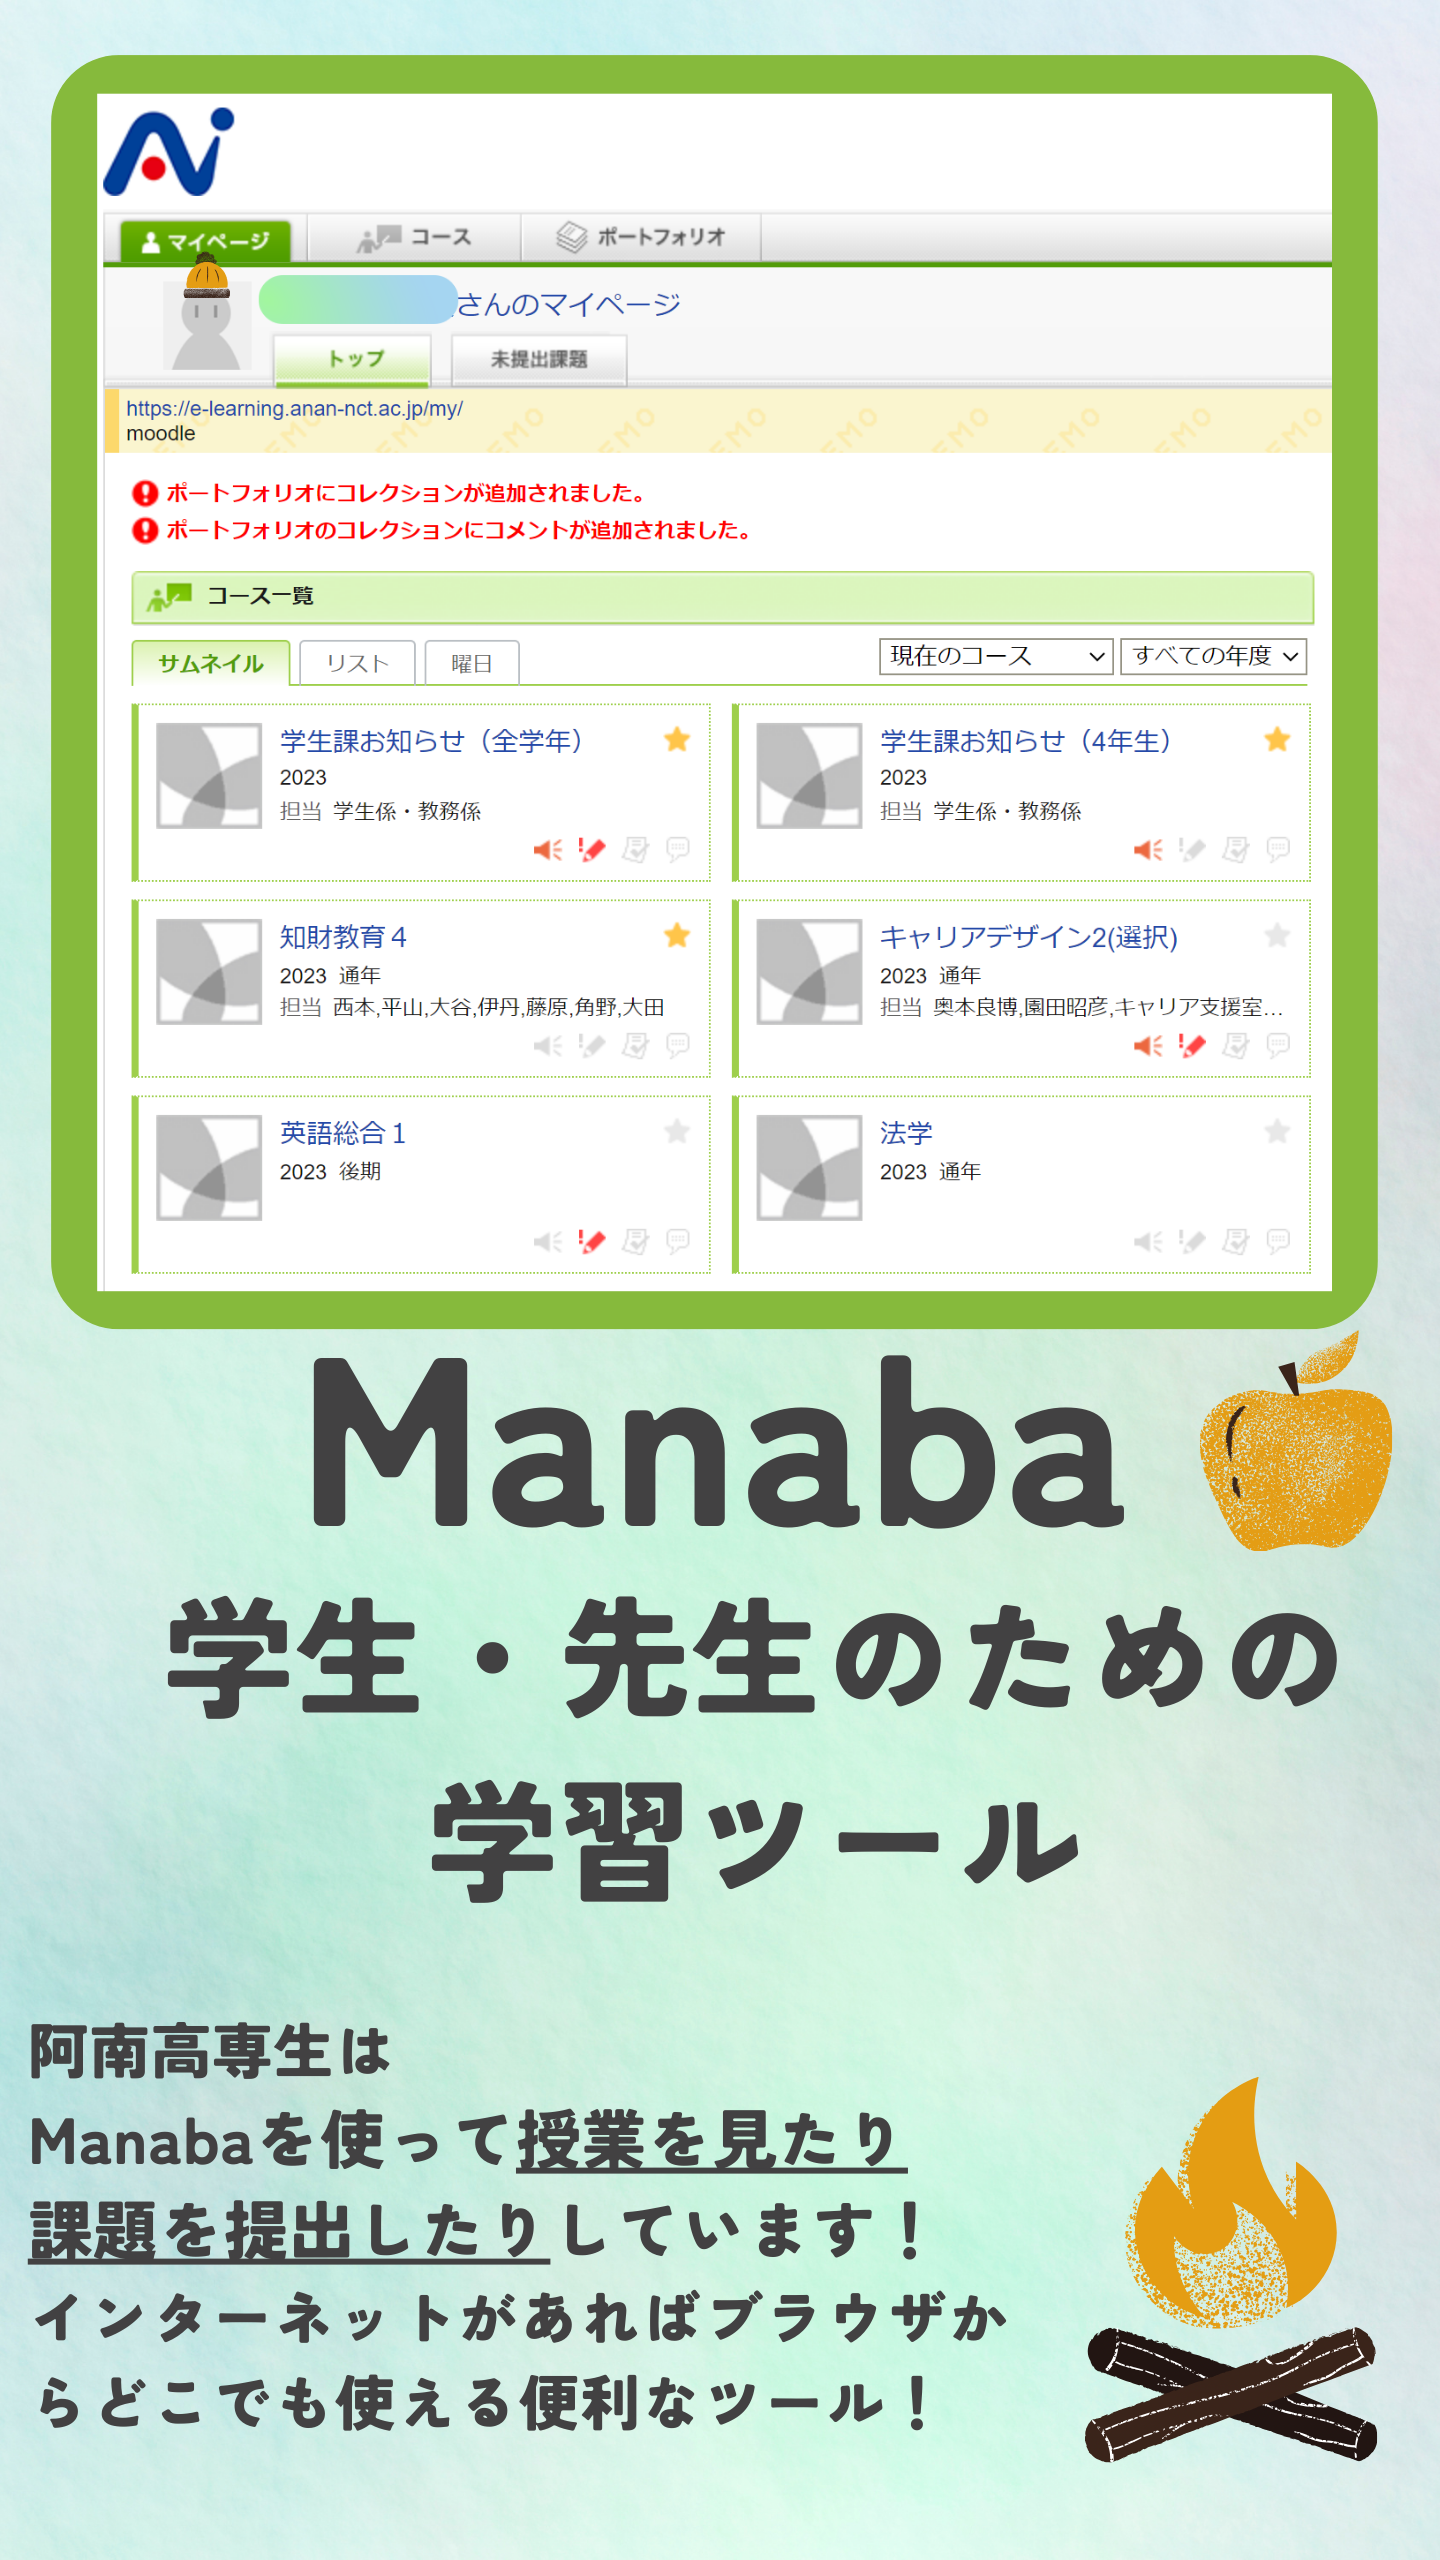 マイページ
コース
ポートフォリオ
さんのマイページ
トップ
未提出課題
https://e-learning.anan-nct.ac.jp/my/
moodle
ポートフォリオにコレクションが追加されました。
ポートフォリオのコレクションにコメントが追加されました。
コース一覧
サムネイル
リスト
曜日
現在のコース
すべての年度
学生課お知らせ（全学年）
2023
担当 学生係・教務係
学生課お知らせ（4年生）
2023
担当 学生係・教務係
知財教育４
2023 通年
担当 西本,平山,大谷,伊丹,藤原,角野,大田
キャリアデザイン2(選択)
2023 通年
担当 奥本良博,園田昭彦,キャリア支援室...
英語総合１
2023 後期
法学
2023 通年
Manaba
学生・先生のための
学習ツール
阿南高専生は
Manabaを使って授業を見たり
課題を提出したりしています！
インターネットがあればブラウザか
らどこでも使える便利なツール！